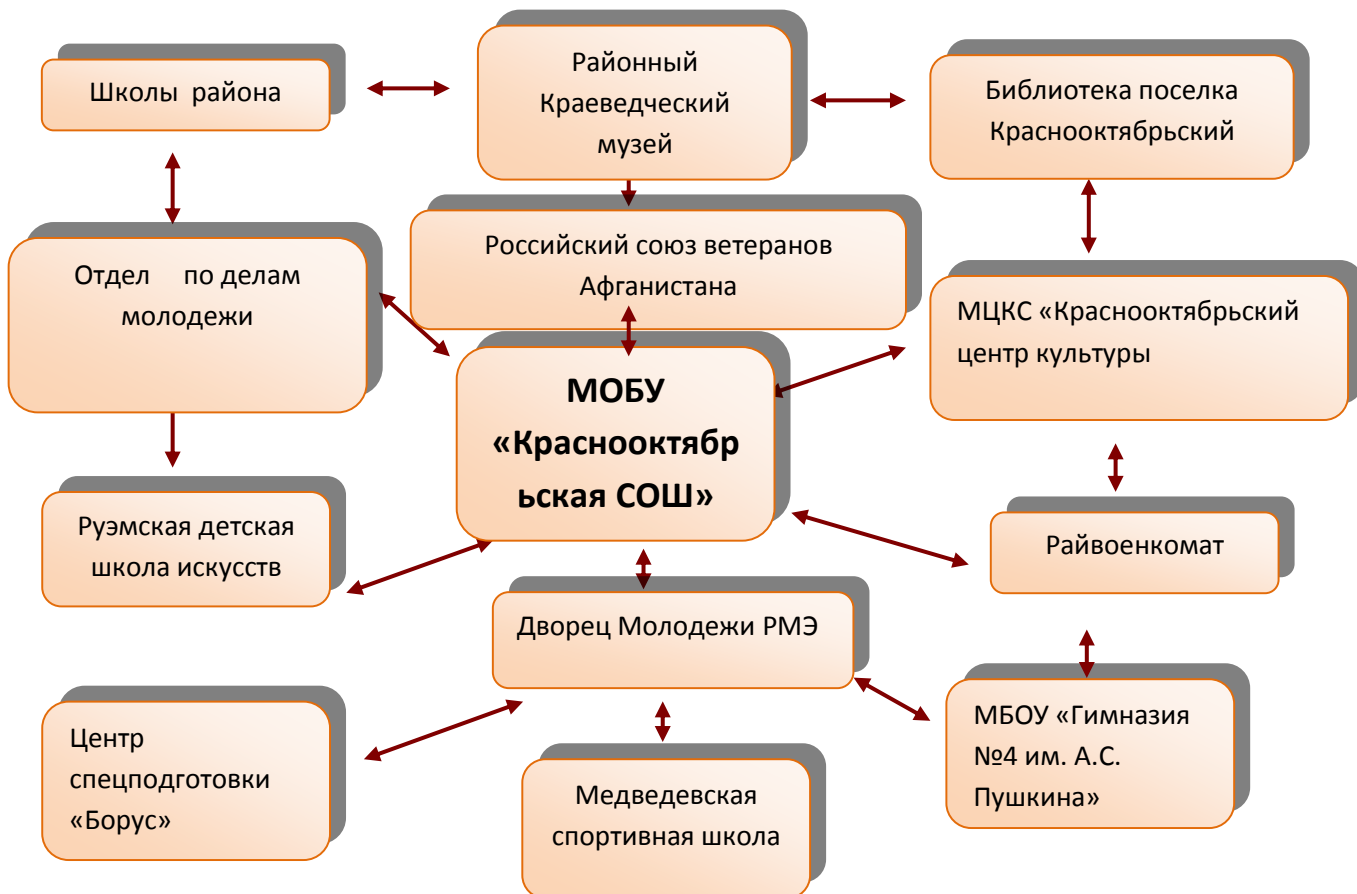 Школы района
Районный
Краеведческий
музей
Библиотека поселка
Краснооктябрьский
Российский союз ветеранов
Афганистана
Отдел по делам
молодежи
МЦКС «Краснооктябрьский
центр культуры
МОБУ
«Краснооктябр
ьская СОШ»
Руэмская детская
школа искусств
Райвоенкомат
Дворец Молодежи РМЭ
Центр
спецподготовки
«Борус»
Медведевская
спортивная школа
МБОУ «Гимназия
№4 им. А.С.
Пушкина»